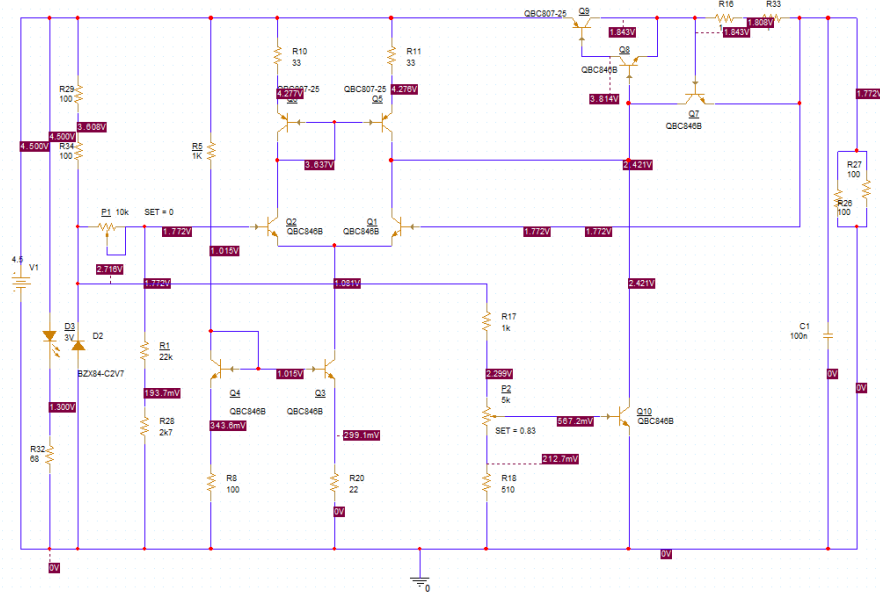 QBC807-25
Q9
R16
R33
1.843V
1.808V
1.843V
R10
33
R11
33
Q8
QBC846B
QBC807-25
4.277V
4.276V
Q5
3.814V
R29
100
1.772V
Q7
QBC846B
3.608V
4.500V
4.500V
R34
100
R5
1K
3.637V
2.421V
R27
100
R26
100
P1 10k
SET = 0
Q2
QBC846B
Q1
QBC846B
1.772V
1.772V
1.772V
1.015V
4.5
V1
2.716V
1.772V
1.081V
2.421V
R17
1k
D3
3V
D2
C1
100n
R1
22k
BZX84-C2V7
1.015V
2.299V
0V
Q4
QBC846B
Q3
QBC846B
P2
5k
0V
193.7mV
1.300V
R28
2k7
343.6mV
299.1mV
SET = 0.83
567.2mV
Q10
QBC846B
R32
68
212.7mV
R8
100
R20
22
R18
510
0V
0V
0V
0